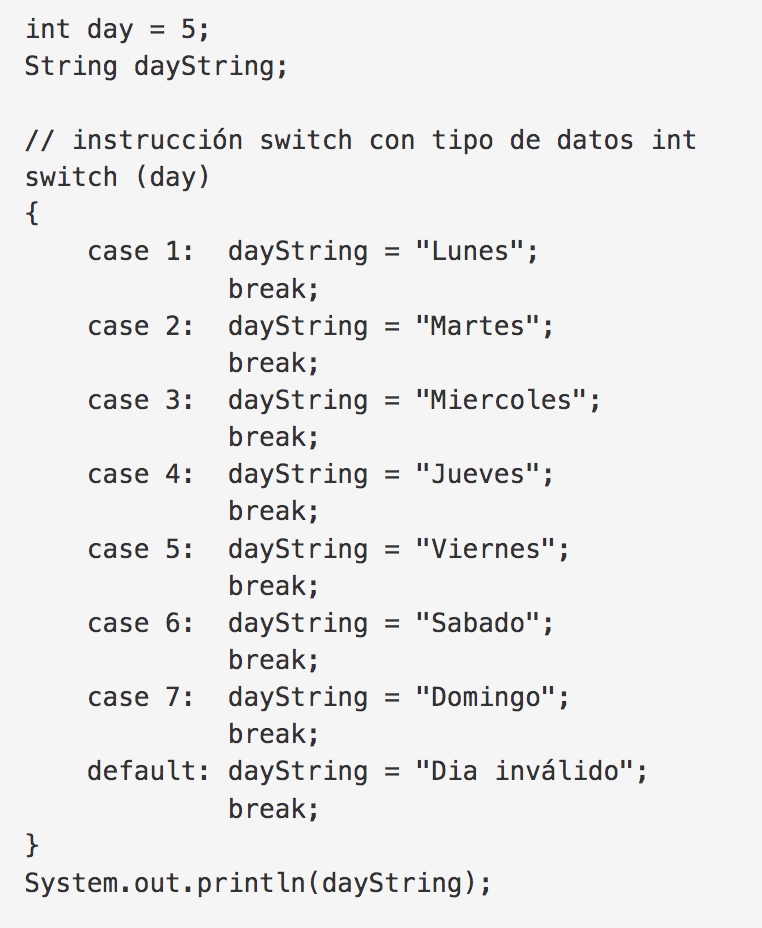 int day = 5;
String dayString;

// instrucción switch con tipo de datos int
switch (day)
{
    case 1:  dayString = "Lunes";
             break;
    case 2:  dayString = "Martes";
             break;
    case 3:  dayString = "Miercoles";
             break;
    case 4:  dayString = "Jueves";
             break;
    case 5:  dayString = "Viernes";
             break;
    case 6:  dayString = "Sabado";
             break;
    case 7:  dayString = "Domingo";
             break;
    default: dayString = "Dia inválido";
             break;
}
System.out.println(dayString);